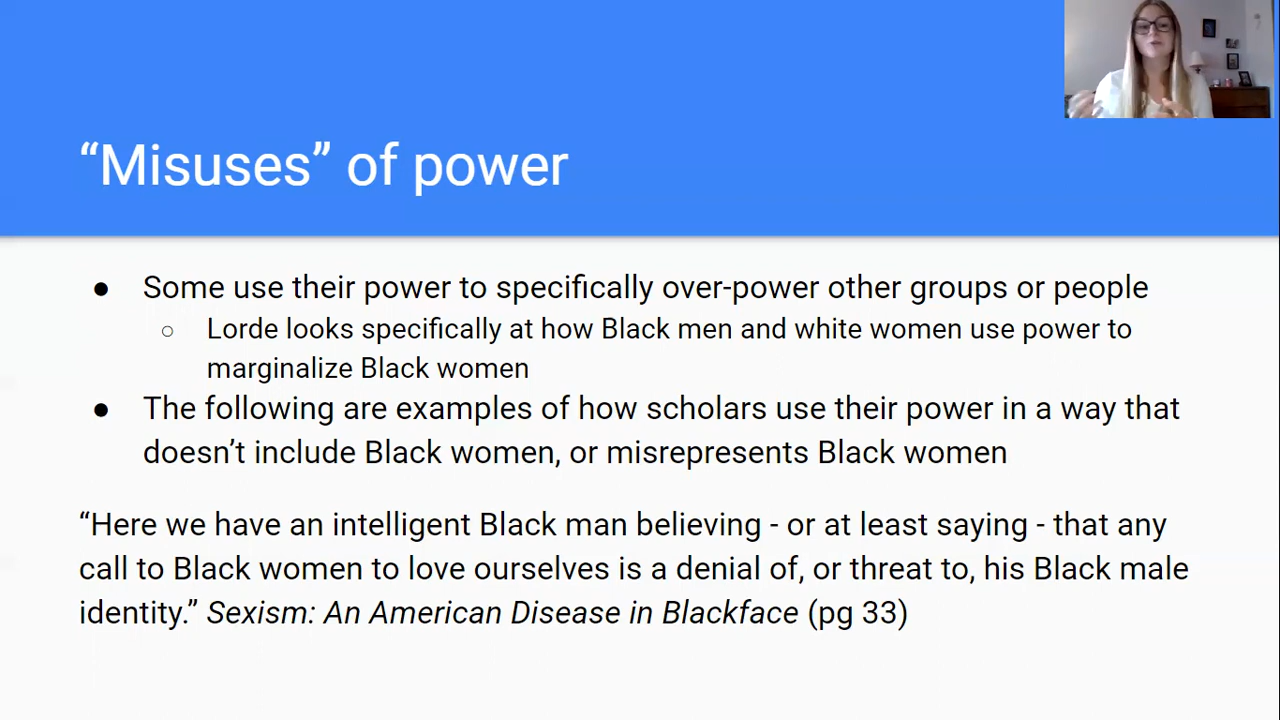 “Misuses” of power
● Some use their power to specifically over-power other groups or people
○ Lorde looks specifically at how Black men and white women use power to
marginalize Black women
● The following are examples of how scholars use their power in a way that
doesn’t include Black women, or misrepresents Black women
“Here we have an intelligent Black man believing - or at least saying - that any
call to Black women to love ourselves is a denial of, or threat to, his Black male
identity.” Sexism: An American Disease in Blackface (pg 33)